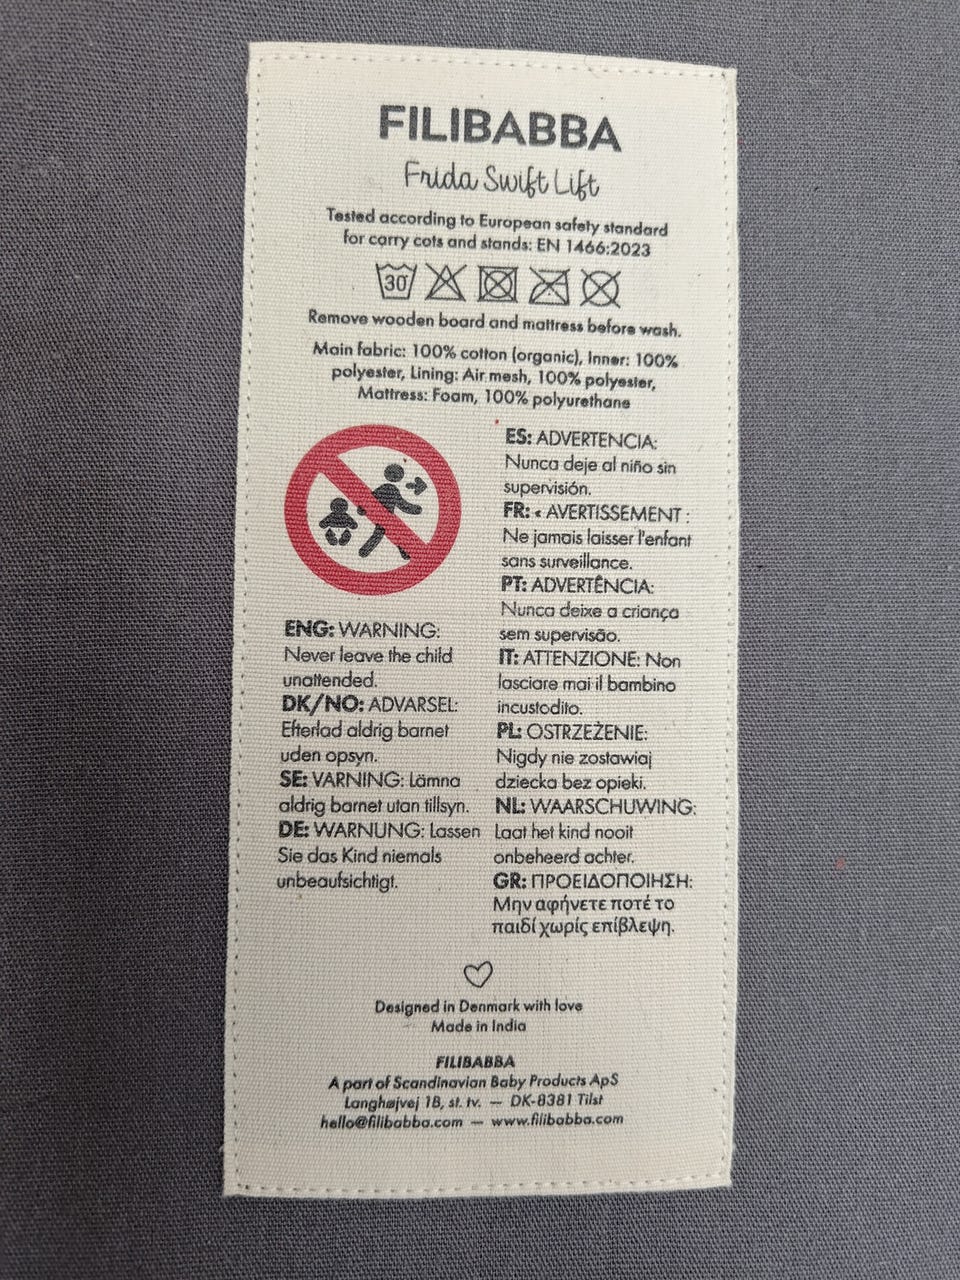 FILIBABBA
Frida Swift Lift
Tested according to European safety standard
for carry cots and stands: EN 1466:2023
30
Remove wooden board and mattress before wash.
Main fabric: 100% cotton (organic), Inner: 100%
polyester, Lining: Air mesh, 100% polyester,
Mattress: Foam, 100% polyurethane
ENG: WARNING:
Never leave the child
unattended.
DK/NO: ADVARSEL:
Efterlad aldrig barnet
uden opsyn.
SE: VARNING: Lämna
aldrig barnet utan tillsyn.
DE: WARNUNG: Lassen
Sie das Kind niemals
unbeaufsichtigt.
ES: ADVERTENCIA:
Nunca deje al niño sin
supervisión.
FR: « AVERTISSEMENT :
Ne jamais laisser l'enfant
sans surveillance.
PT: ADVERTÊNCIA:
Nunca deixe a criança
sem supervisão.
IT: ATTENZIONE: Non
lasciare mai il bambino
incustodito.
PL: OSTRZEŻENIE:
Nigdy nie zostawiaj
dziecka bez opieki.
NL: WAARSCHUWING:
Laat het kind nooit
onbeheerd achter.
GR: ΠΡΟΕΙΔΟΠΟΙΗΣΗ:
Μην αφήνετε ποτέ το
παιδί χωρίς επίβλεψη.
Designed in Denmark with love
Made in India
FILIBABBA
A part of Scandinavian Baby Products ApS
Langhøjvej 1B, st. tv. — DK-8381 Tilst
hello@filibabba.com — www.filibabba.com